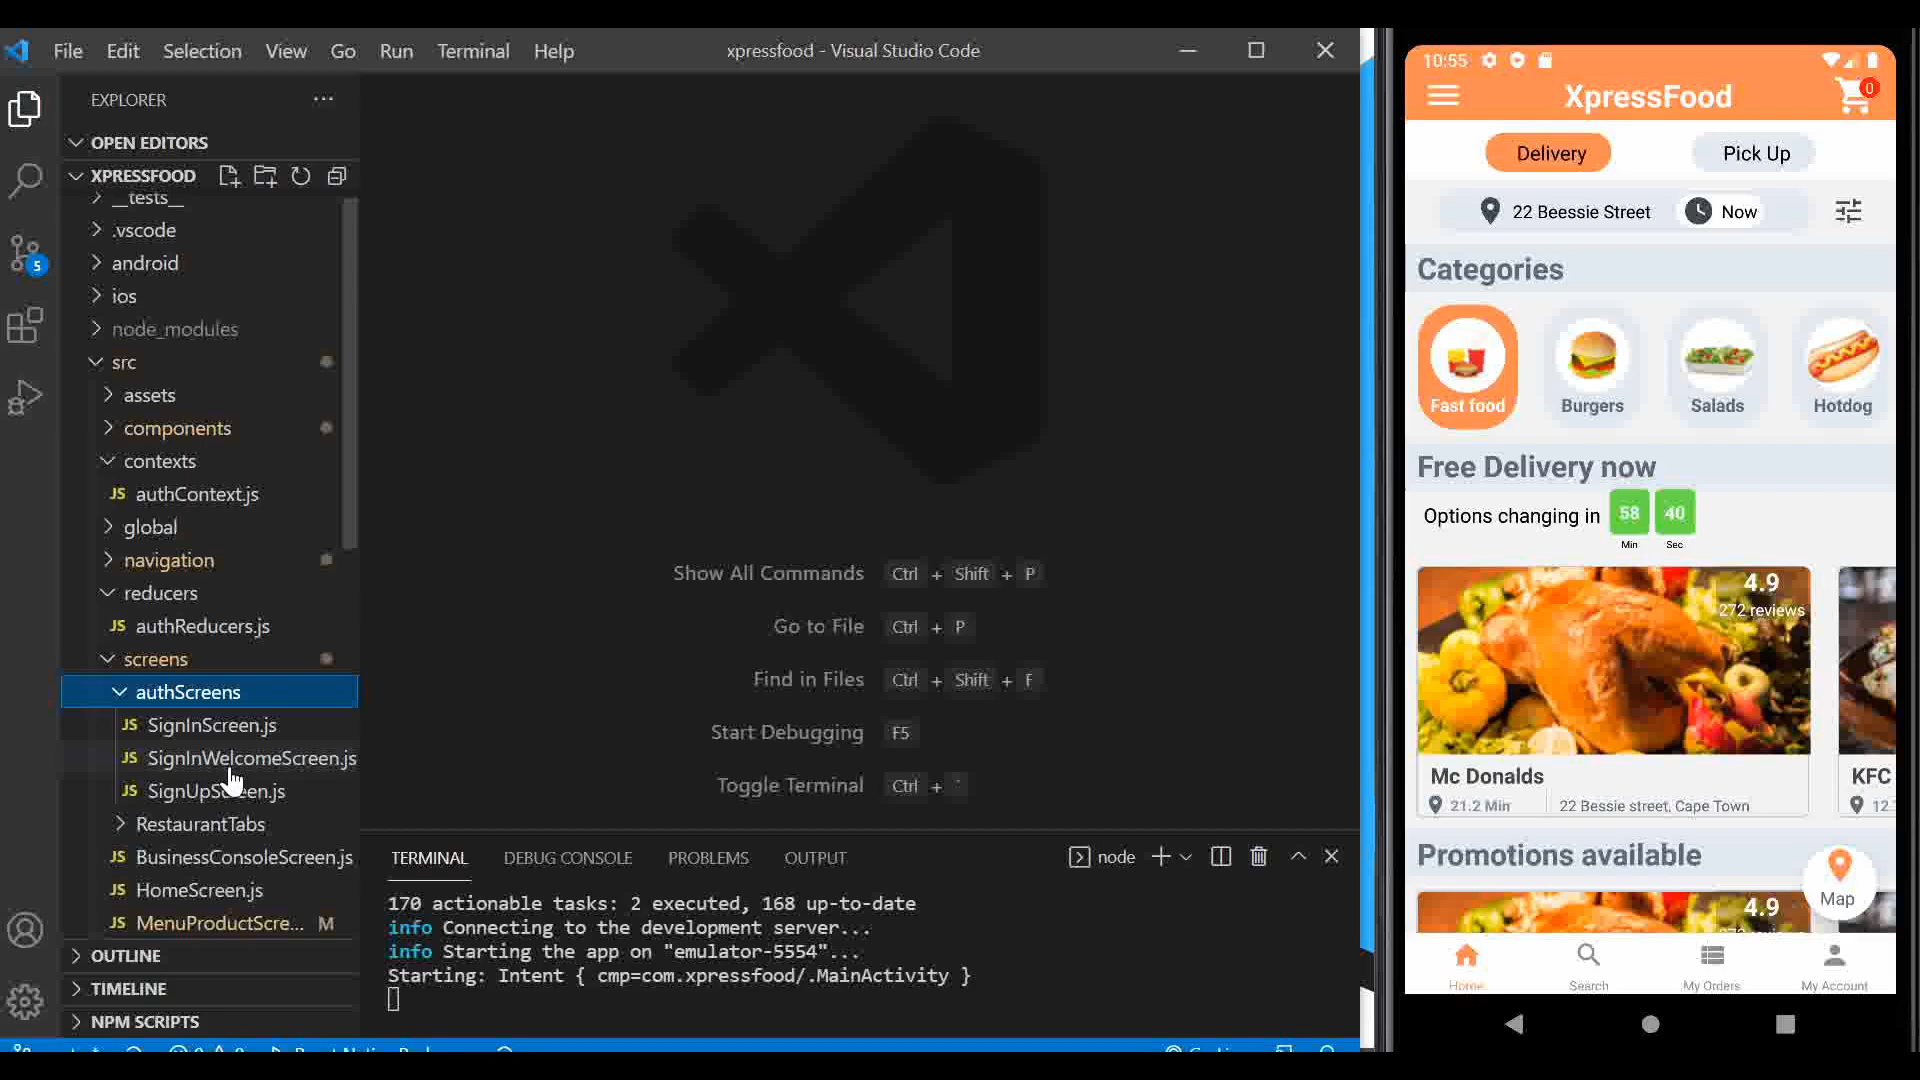 File Edit Selection View Go Run Terminal Help
xpressfood - Visual Studio Code
EXPLORER
OPEN EDITORS
XPRESSFOOD
__tests__
.vscode
android
ios
node_modules
src
assets
components
contexts
JS authContext.js
global
navigation
reducers
JS authReducers.js
screens
authScreens
JS SignInScreen.js
JS SignInWelcomeScreen.js
JS SignUpScreen.js
RestaurantTabs
JS BusinessConsoleScreen.js
JS HomeScreen.js
JS MenuProductScre... M
OUTLINE
TIMELINE
NPM SCRIPTS
5
Show All Commands Ctrl + Shift + P
Go to File Ctrl + P
Find in Files Ctrl + Shift + F
Start Debugging F5
Toggle Terminal Ctrl + `
TERMINAL DEBUG CONSOLE PROBLEMS OUTPUT
node
170 actionable tasks: 2 executed, 168 up-to-date
info Connecting to the development server...
info Starting the app on "emulator-5554"...
Starting: Intent { cmp=com.xpressfood/.MainActivity }
10:55
XpressFood
0
Delivery Pick Up
22 Beessie Street Now
Categories
Fast food Burgers Salads Hotdog
Free Delivery now
Options changing in 58 40
Min Sec
4.9
272 reviews
Mc Donalds
21.2 Min 22 Bessie street, Cape Town
KFC
12.
Promotions available
4.9
Map
Home Search My Orders My Account